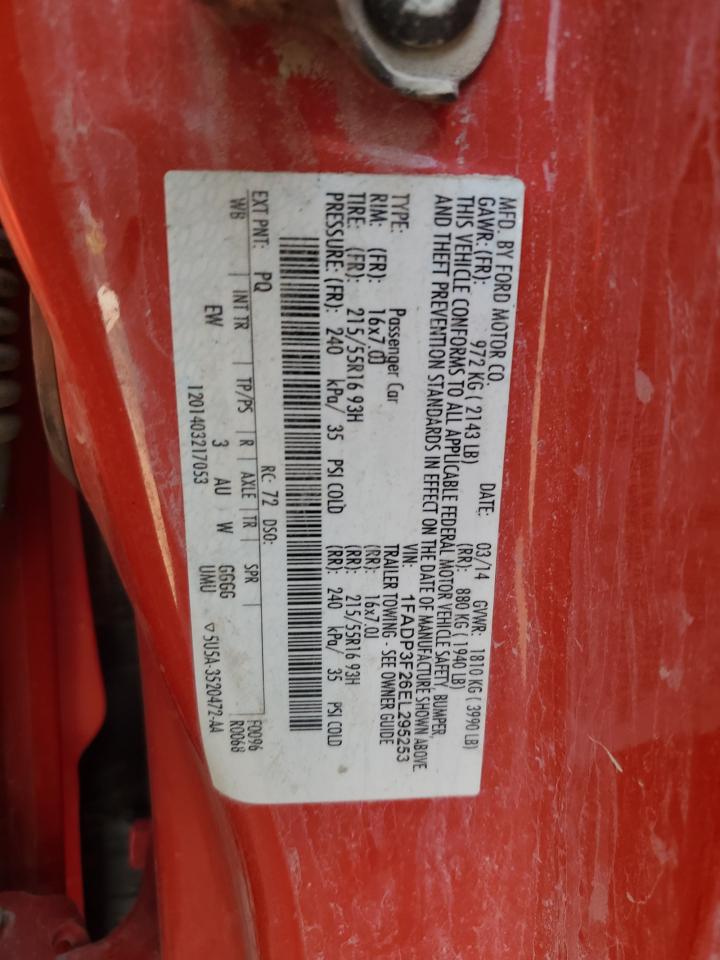 MFD. BY FORD MOTOR CO. DATE: 03/14 GVWR: 1810 KG ( 3990 LB)
GAWR: (FR): 972 KG ( 2143 LB) (RR): 880 KG ( 1940 LB)
THIS VEHICLE CONFORMS TO ALL APPLICABLE FEDERAL MOTOR VEHICLE SAFETY, BUMPER,
AND THEFT PREVENTION STANDARDS IN EFFECT ON THE DATE OF MANUFACTURE SHOWN ABOVE.
VIN: 1FADP3F26EL295253
TYPE: Passenger Car TRAILER TOWING - SEE OWNER GUIDE
RIM: (FR): 16x7.0J (RR): 16x7.0J
TIRE: (FR): 215/55R16 93H (RR): 215/55R16 93H
PRESSURE: (FR): 240 kPa/ 35 PSI COLD (RR): 240 kPa/ 35 PSI COLD
EXT PNT: PQ RC: 72 DSO: F0096
WB INT TR TP/PS R AXLE TR SPR R0068
EW 3 AU W GGGG
1201403217053 UMU ▽5U5A-3520472-AA